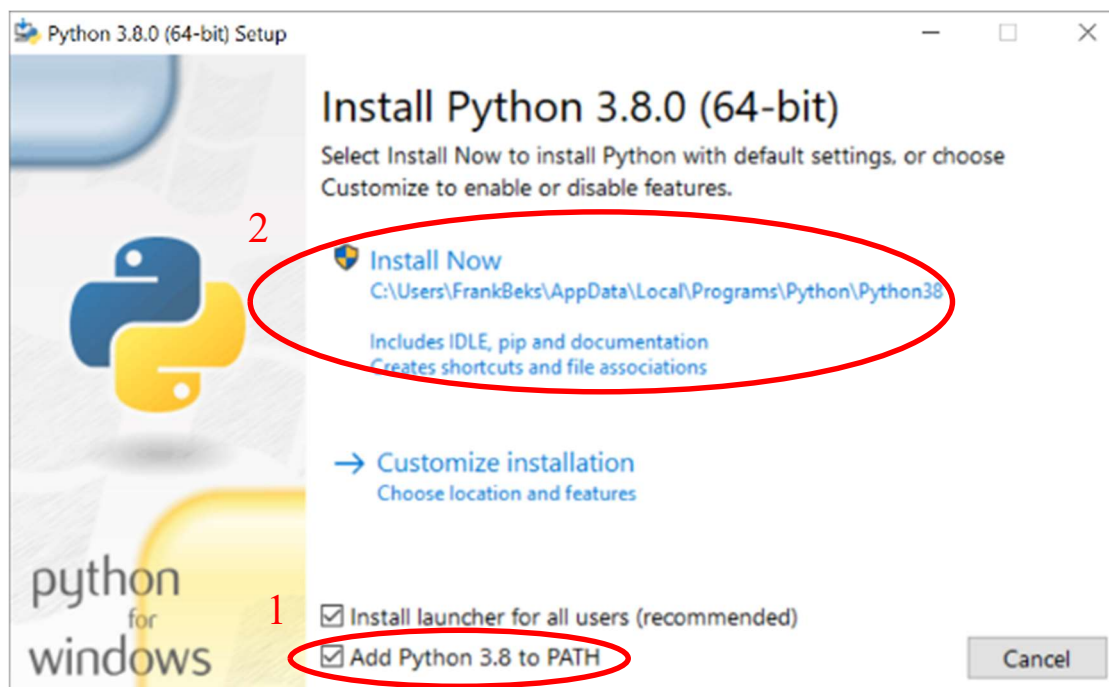 Python 3.8.0 (64-bit) Setup
Install Python 3.8.0 (64-bit)
Select Install Now to install Python with default settings, or choose
Customize to enable or disable features.
2
Install Now
C:\Users\FrankBeks\AppData\Local\Programs\Python\Python38
Includes IDLE, pip and documentation
Creates shortcuts and file associations
Customize installation
Choose location and features
python
for
windows
1
Install launcher for all users (recommended)
Add Python 3.8 to PATH
Cancel